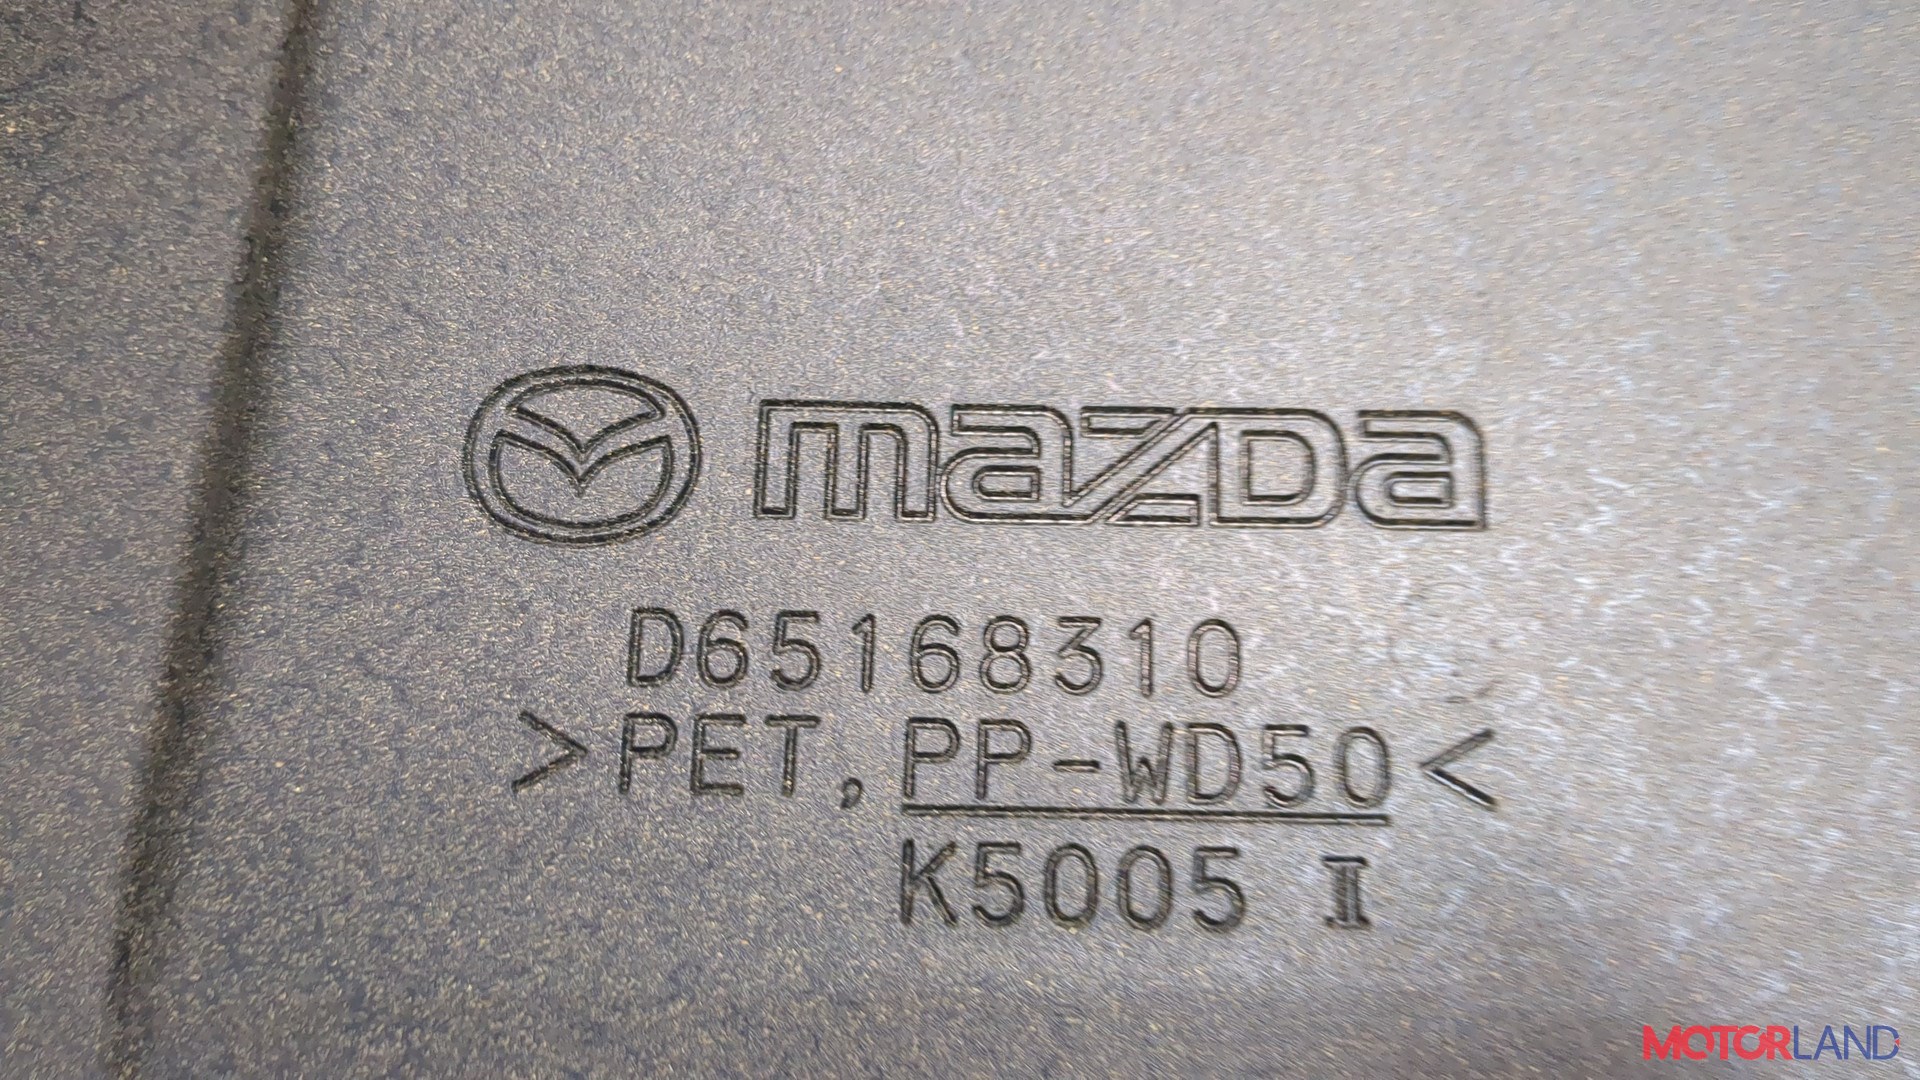 mazda
D65168310
>PET,PP-WD50<
K5005 Ⅱ
MOTORLAND